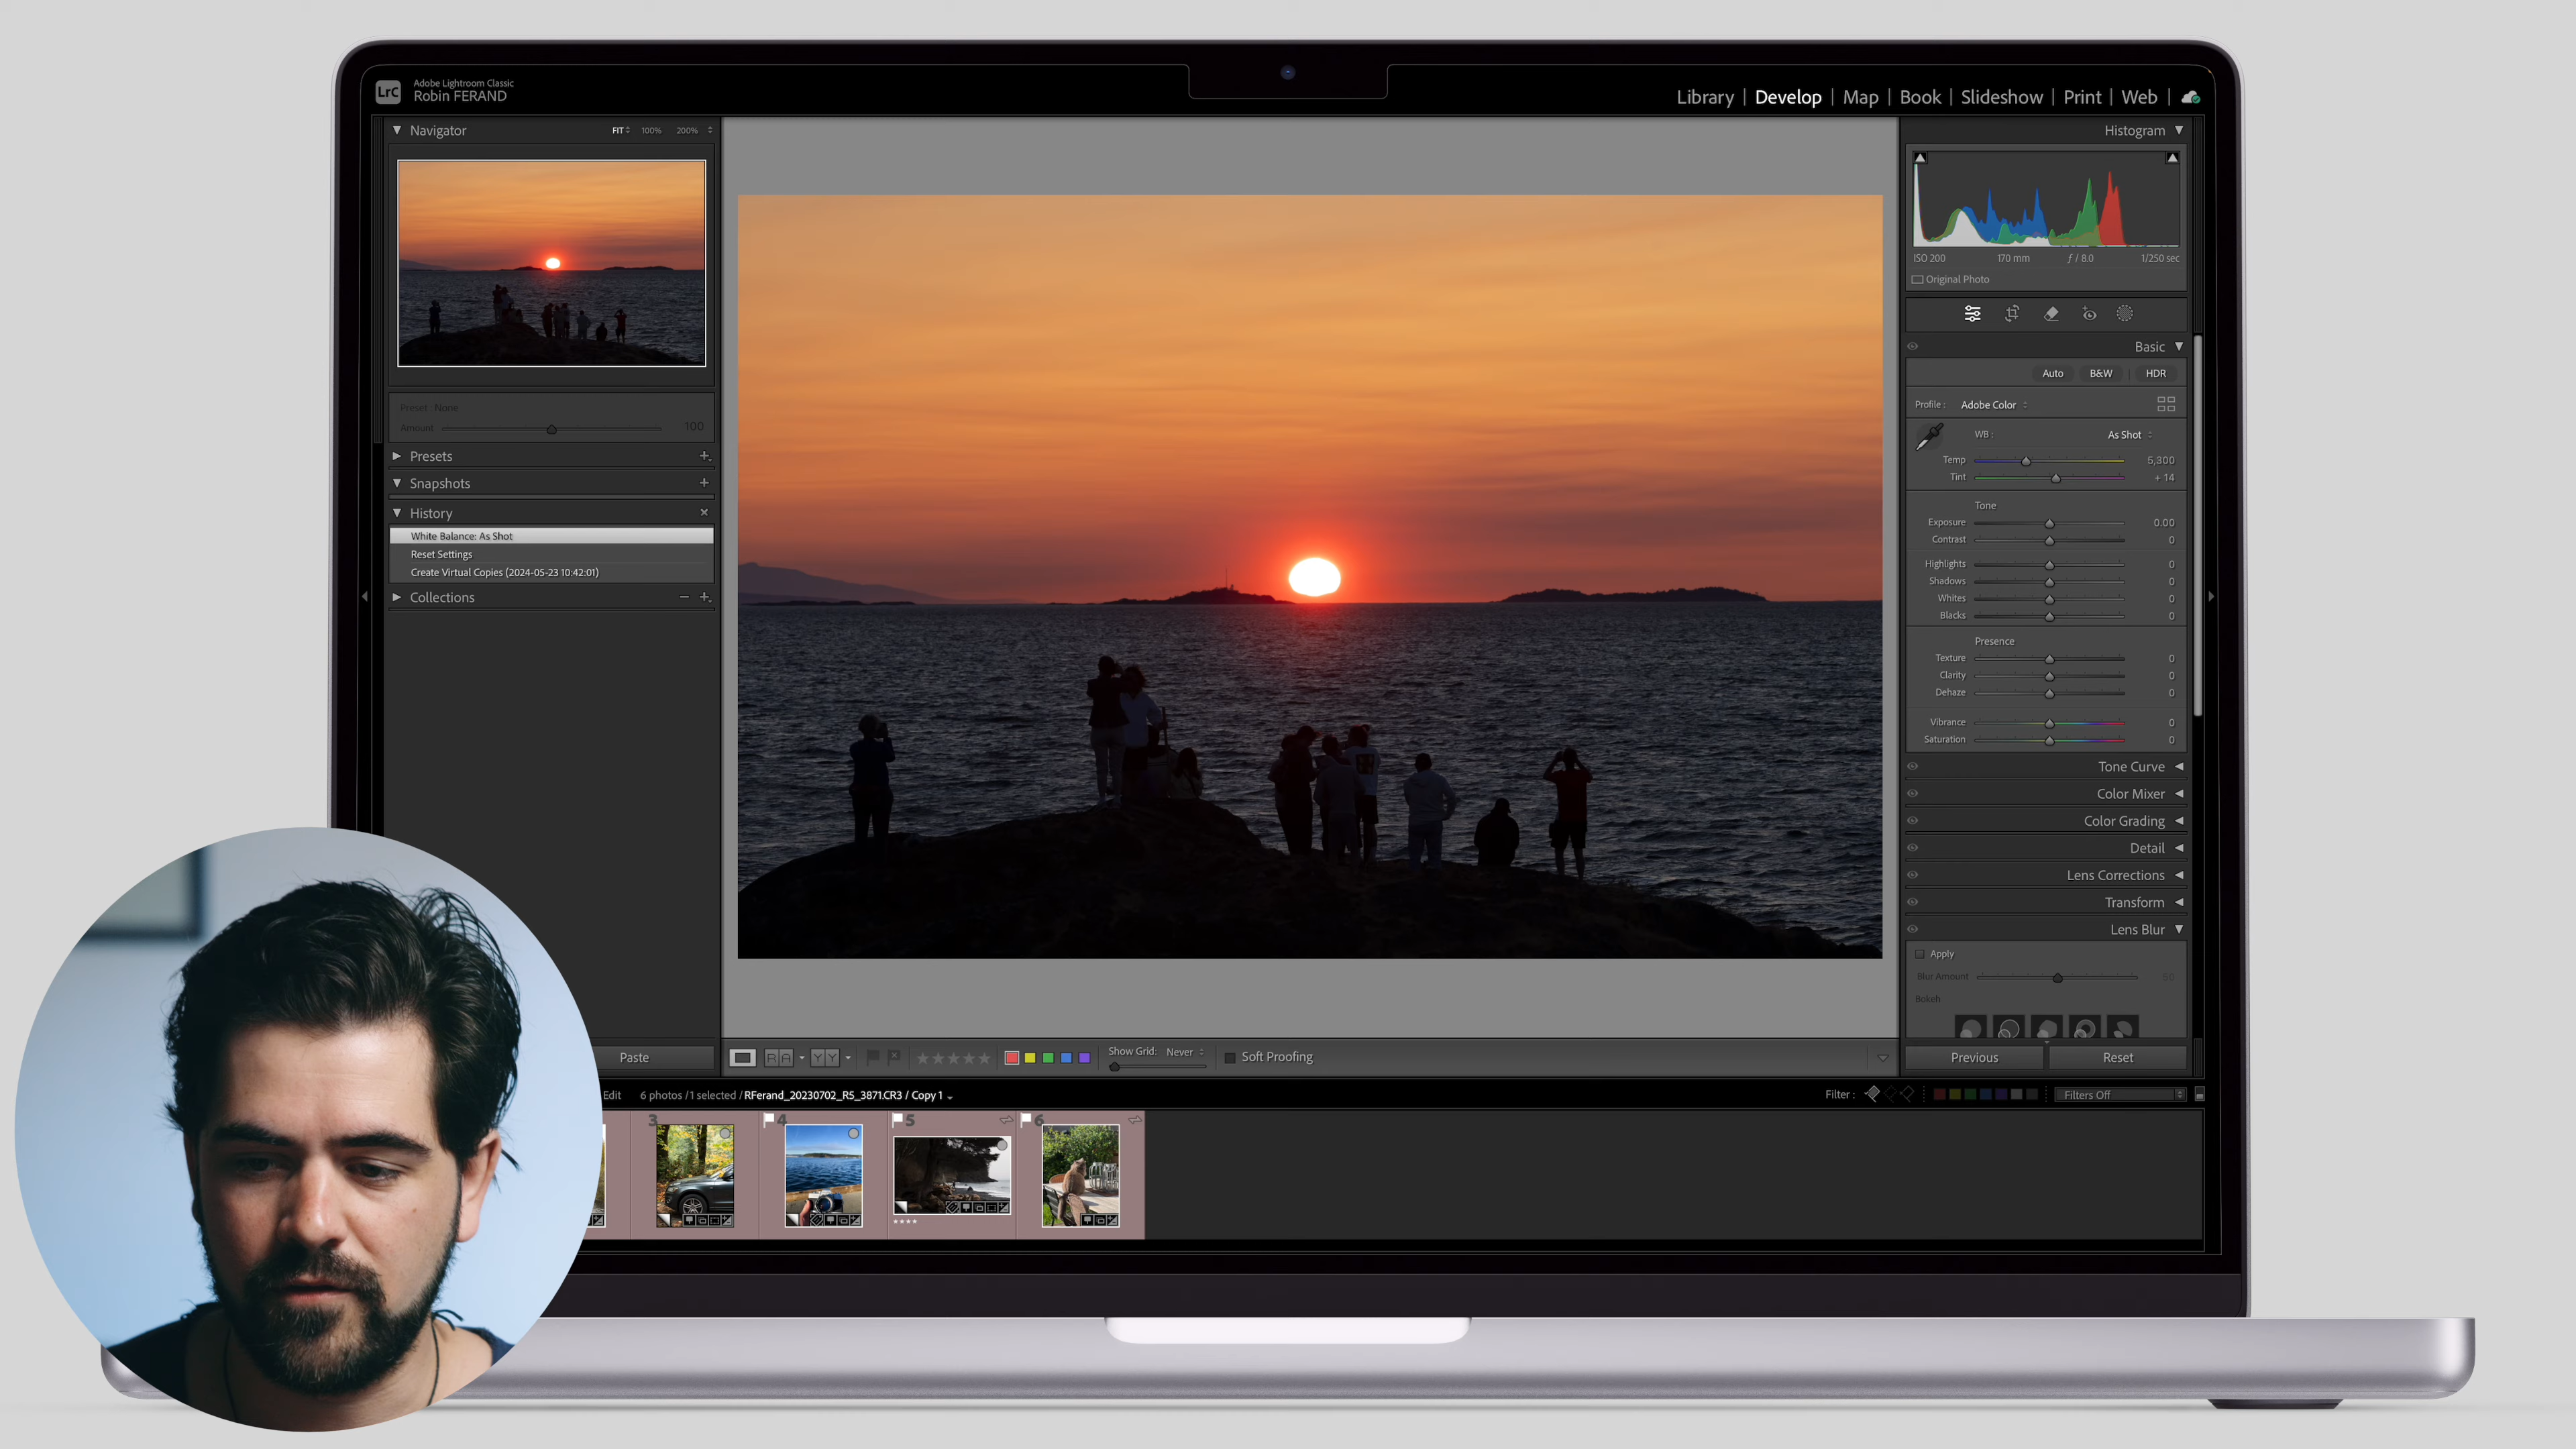 Adobe Lightroom Classic
LrC
Robin FERAND
Library | Develop | Map | Book | Slideshow | Print | Web
Navigator
FIT 100% 200%
Preset : None
Amount 100
Presets
Snapshots
History
White Balance: As Shot
Reset Settings
Create Virtual Copies (2024-05-23 10:42:01)
Collections
Histogram
ISO 200 170 mm ƒ / 8.0 1/250 sec
Original Photo
Basic
Auto B&W | HDR
Profile : Adobe Color
WB : As Shot
Temp 5,300
Tint + 14
Tone
Exposure 0.00
Contrast 0
Highlights 0
Shadows 0
Whites 0
Blacks 0
Presence
Texture 0
Clarity 0
Dehaze 0
Vibrance 0
Saturation 0
Tone Curve
Color Mixer
Color Grading
Detail
Lens Corrections
Transform
Lens Blur
Apply
Blur Amount 50
Bokeh
Previous Reset
Paste
R A Y Y
Show Grid: Never
Soft Proofing
Edit 6 photos / 1 selected / RFerand_20230702_R5_3871.CR3 / Copy 1
Filter : Filters Off
3 4 5 6